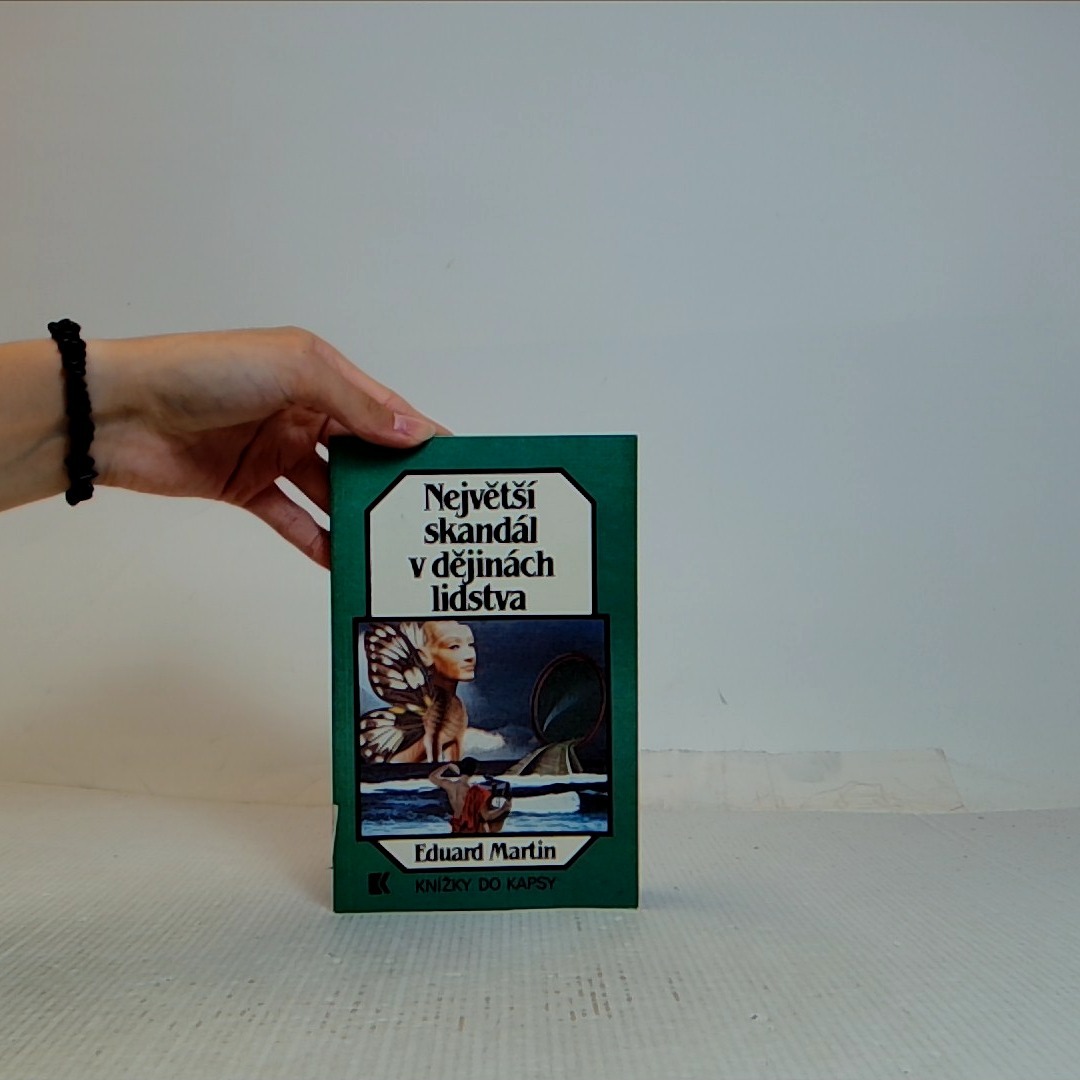 Největší
skandál
v dějinách
lidstva
Eduard Martin
KNÍŽKY DO KAPSY